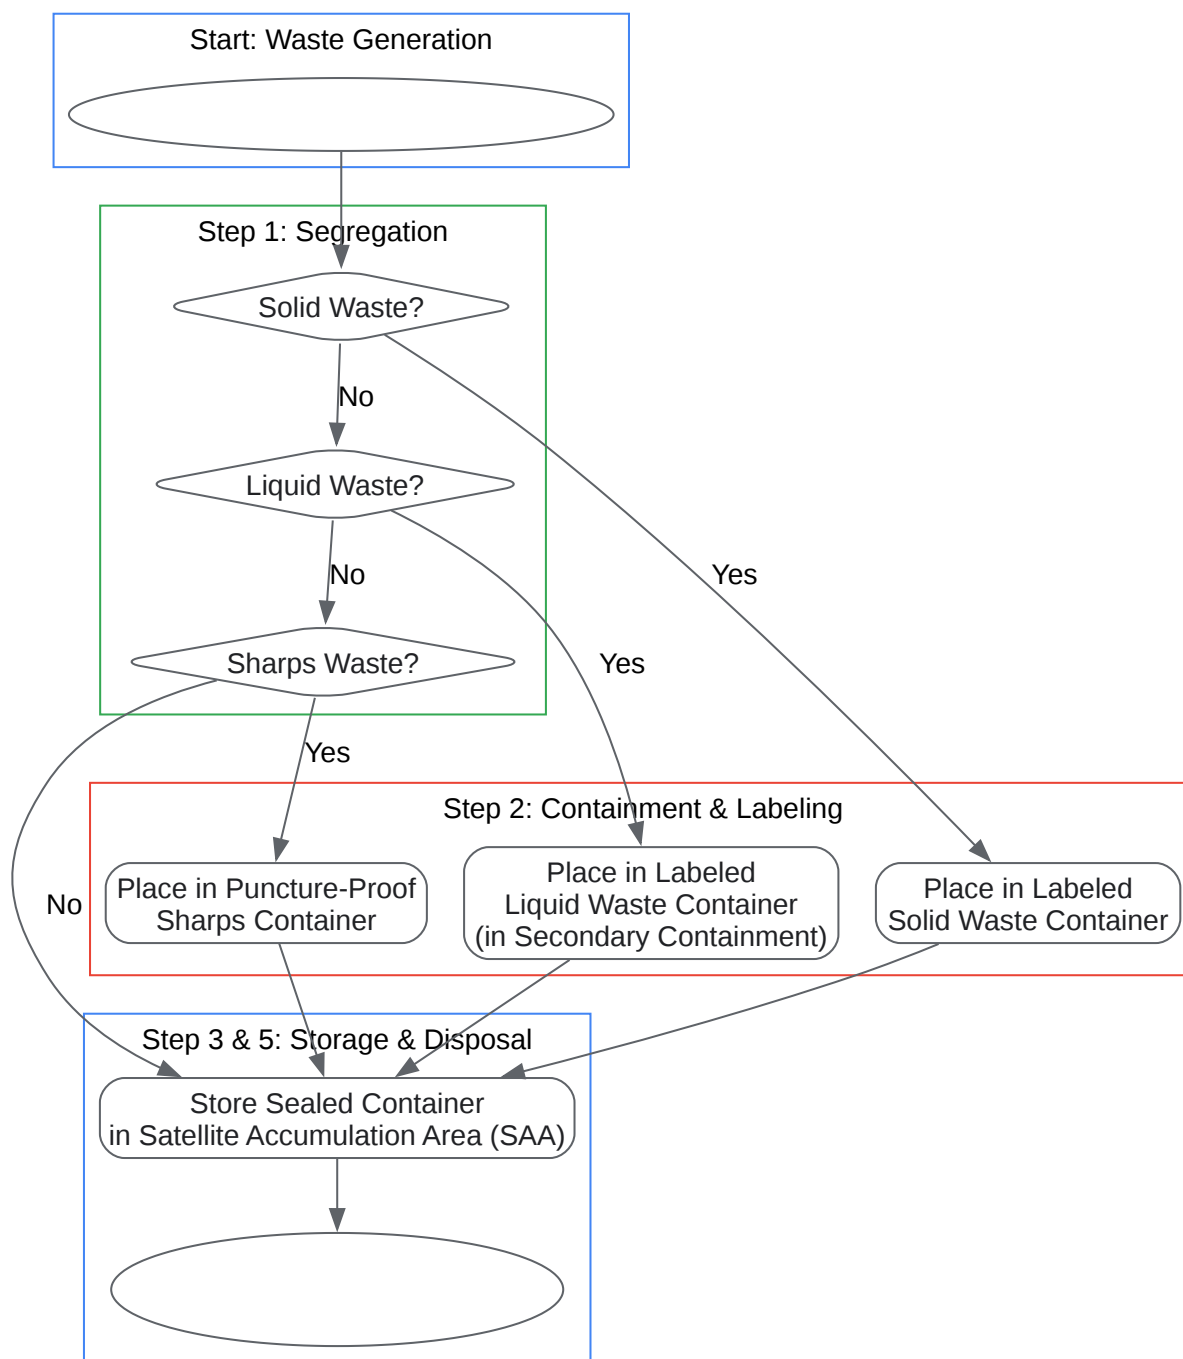 Start: Waste Generation
Step 1: Segregation
Solid Waste?
No
Liquid Waste?
No
Yes
Sharps Waste?
Yes
Yes
Step 2: Containment & Labeling
Place in Puncture-Proof
Sharps Container
Place in Labeled
Liquid Waste Container
(in Secondary Containment)
Place in Labeled
Solid Waste Container
No
Step 3 & 5: Storage & Disposal
Store Sealed Container
in Satellite Accumulation Area (SAA)